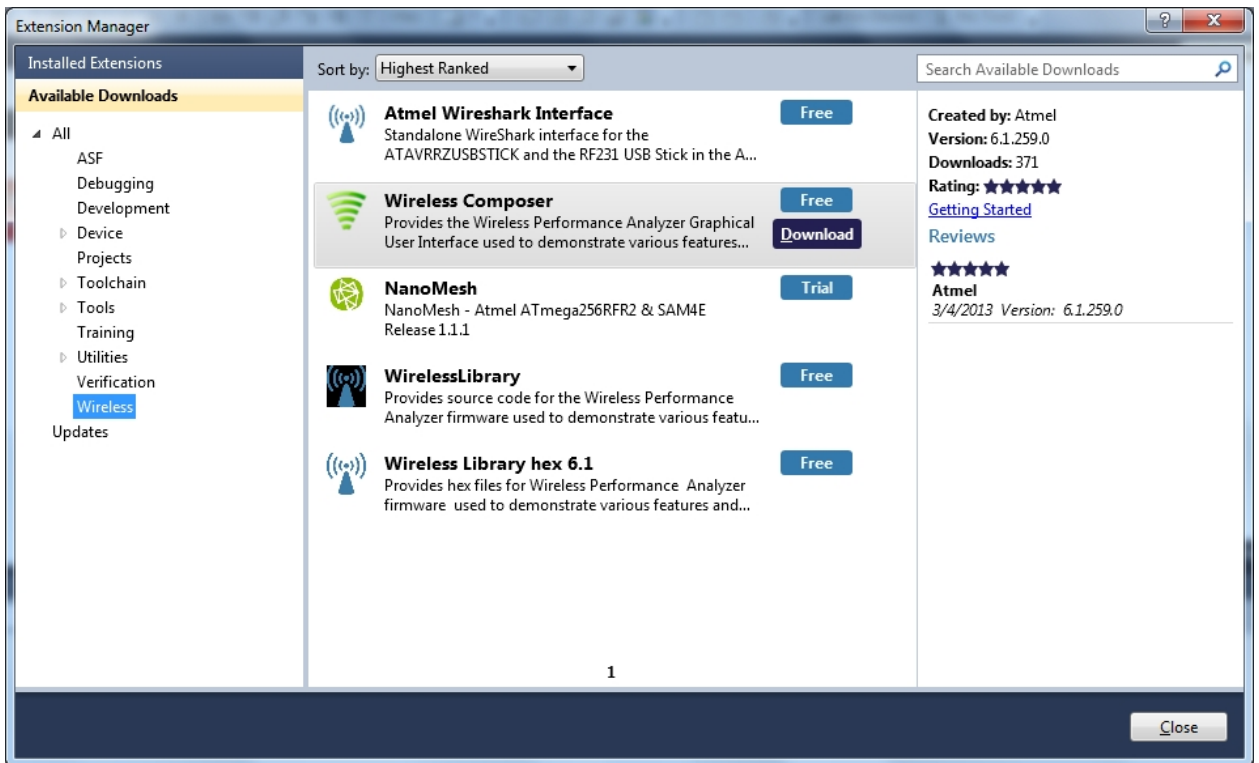 Extension Manager
Installed Extensions
Available Downloads
All
ASF
Debugging
Development
Device
Projects
Toolchain
Tools
Training
Utilities
Verification
Wireless
Updates
Sort by: Highest Ranked
Atmel Wireshark Interface
Free
Standalone WireShark interface for the
ATAVRRZUSBSTICK and the RF231 USB Stick in the A...
Wireless Composer
Free
Provides the Wireless Performance Analyzer Graphical
User Interface used to demonstrate various features...
Download
NanoMesh
Trial
NanoMesh - Atmel ATmega256RFR2 & SAM4E
Release 1.1.1
WirelessLibrary
Free
Provides source code for the Wireless Performance
Analyzer firmware used to demonstrate various featu...
Wireless Library hex 6.1
Free
Provides hex files for Wireless Performance Analyzer
firmware used to demonstrate various features and...
1
Search Available Downloads
Created by: Atmel
Version: 6.1.259.0
Downloads: 371
Rating: ★★★★★
Getting Started
Reviews
★★★★★
Atmel
3/4/2013 Version: 6.1.259.0
Close